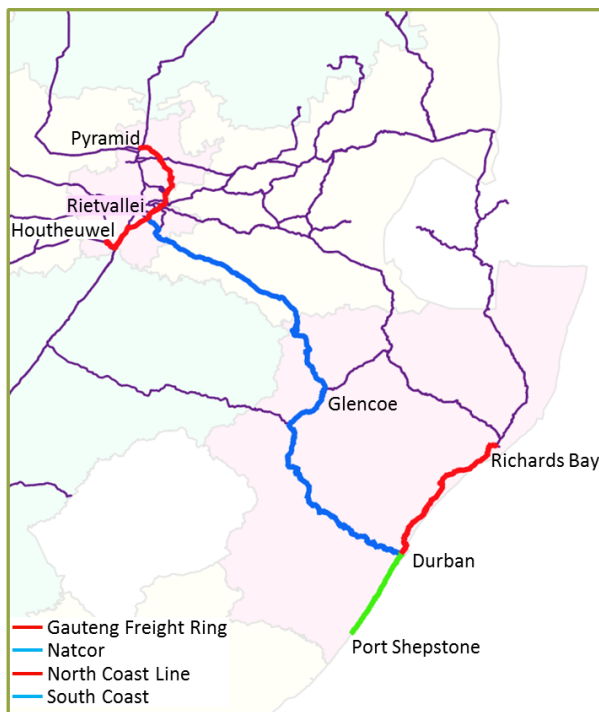 Pyramid
Rietvallei
Houtheuwel
Glencoe
Richards Bay
Durban
Port Shepstone
Gauteng Freight Ring
Natcor
North Coast Line
South Coast